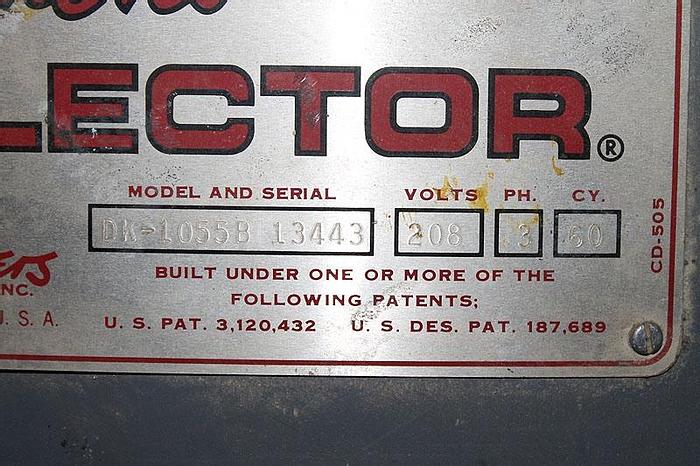 LECTOR®
MODEL AND SERIAL VOLTS PH. CY.
DK-1055B 13443 208 3 60
BUILT UNDER ONE OR MORE OF THE
FOLLOWING PATENTS;
INC.
U.S.A. U. S. PAT. 3,120,432 U. S. DES. PAT. 187,689
CD-505